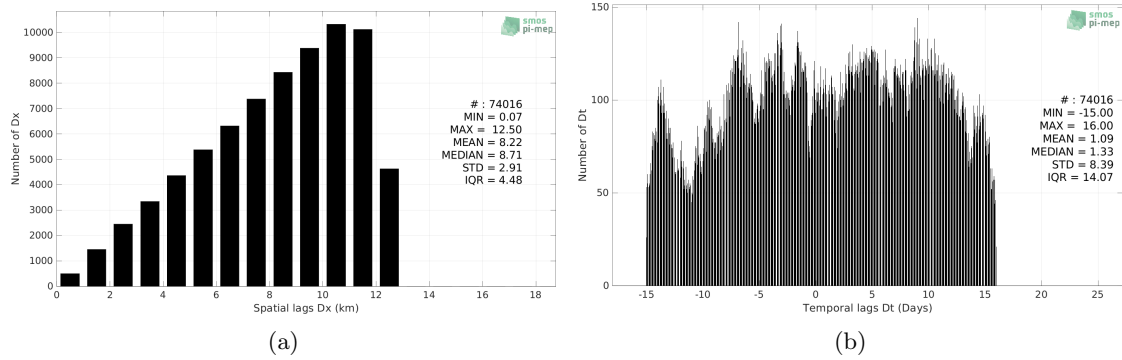 10000
9000
8000
7000
6000
5000
4000
3000
2000
1000
0
Number of Dx
smos
pi-mep
# : 74016
MIN = 0.07
MAX = 12.50
MEAN = 8.22
MEDIAN = 8.71
STD = 2.91
IQR = 4.48
0 2 4 6 8 10 12 14 16 18
Spatial lags Dx (km)
(a)
150
100
50
0
Number of Dt
smos
pi-mep
# : 74016
MIN = -15.00
MAX = 16.00
MEAN = 1.09
MEDIAN = 1.33
STD = 8.39
IQR = 14.07
-15 -10 -5 0 5 10 15 20 25
Temporal lags Dt (Days)
(b)